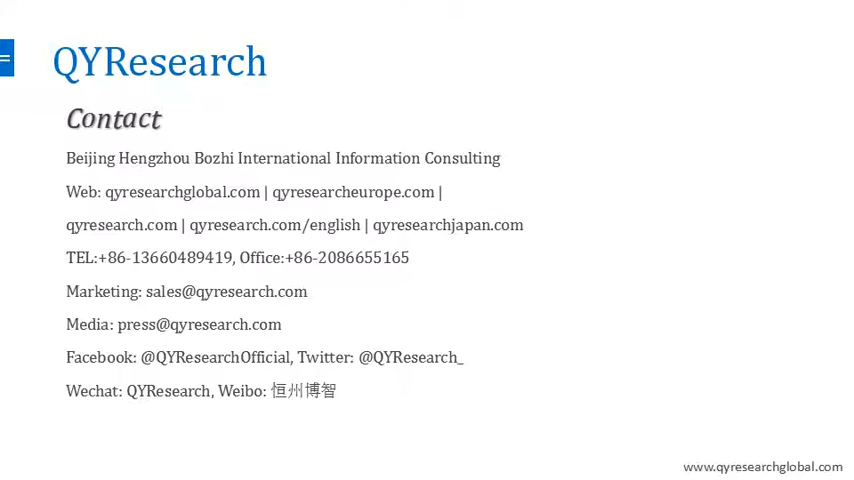 QYResearch
Contact
Beijing Hengzhou Bozhi International Information Consulting
Web: qyresearchglobal.com | qyresearcheurope.com |
qyresearch.com | qyresearch.com/english | qyresearchjapan.com
TEL:+86-13660489419, Office:+86-2086655165
Marketing: sales@qyresearch.com
Media: press@qyresearch.com
Facebook: @QYResearchOfficial, Twitter: @QYResearch_
Wechat: QYResearch, Weibo: 恒州博智
www.qyresearchglobal.com